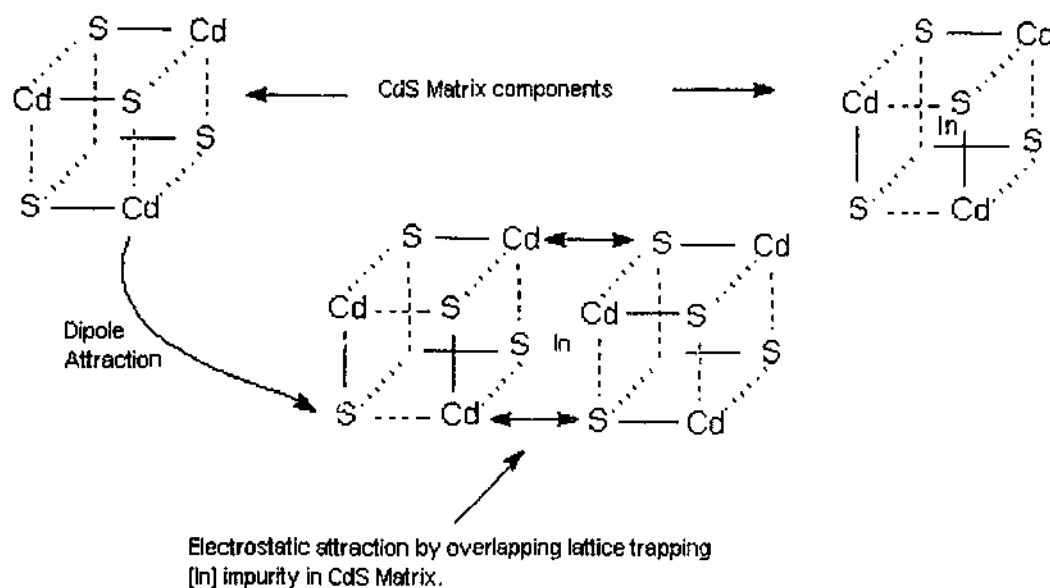 S Cd S Cd
CdS Matrix components
Cd S Cd S
In
S S
S Cd S Cd
S Cd S Cd
Dipole
Attraction
Cd S Cd S
S In S
S Cd S Cd
Electrostatic attraction by overlapping lattice trapping
[In] impurity in CdS Matrix.